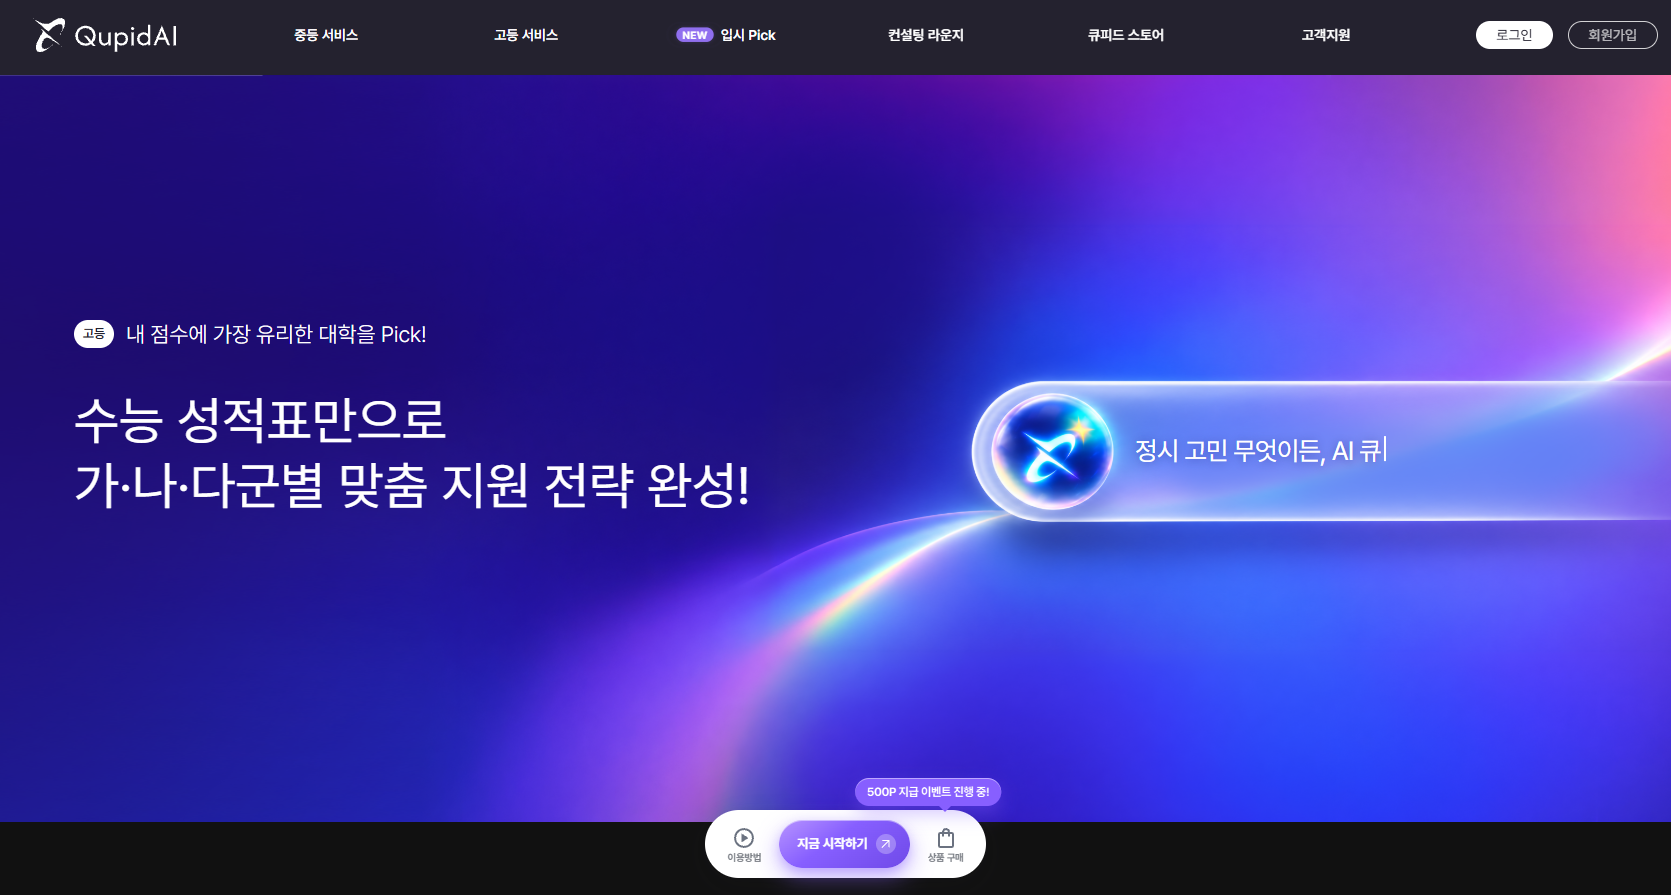 QupidAI
중등 서비스
고등 서비스
NEW 입시 Pick
컨설팅 라운지
큐피드 스토어
고객지원
로그인
회원가입
고등 내 점수에 가장 유리한 대학을 Pick!
수능 성적표만으로
가·나·다군별 맞춤 지원 전략 완성!
정시 고민 무엇이든, AI 큐
500P 지급 이벤트 진행 중!
이용방법
지금 시작하기
상품 구매